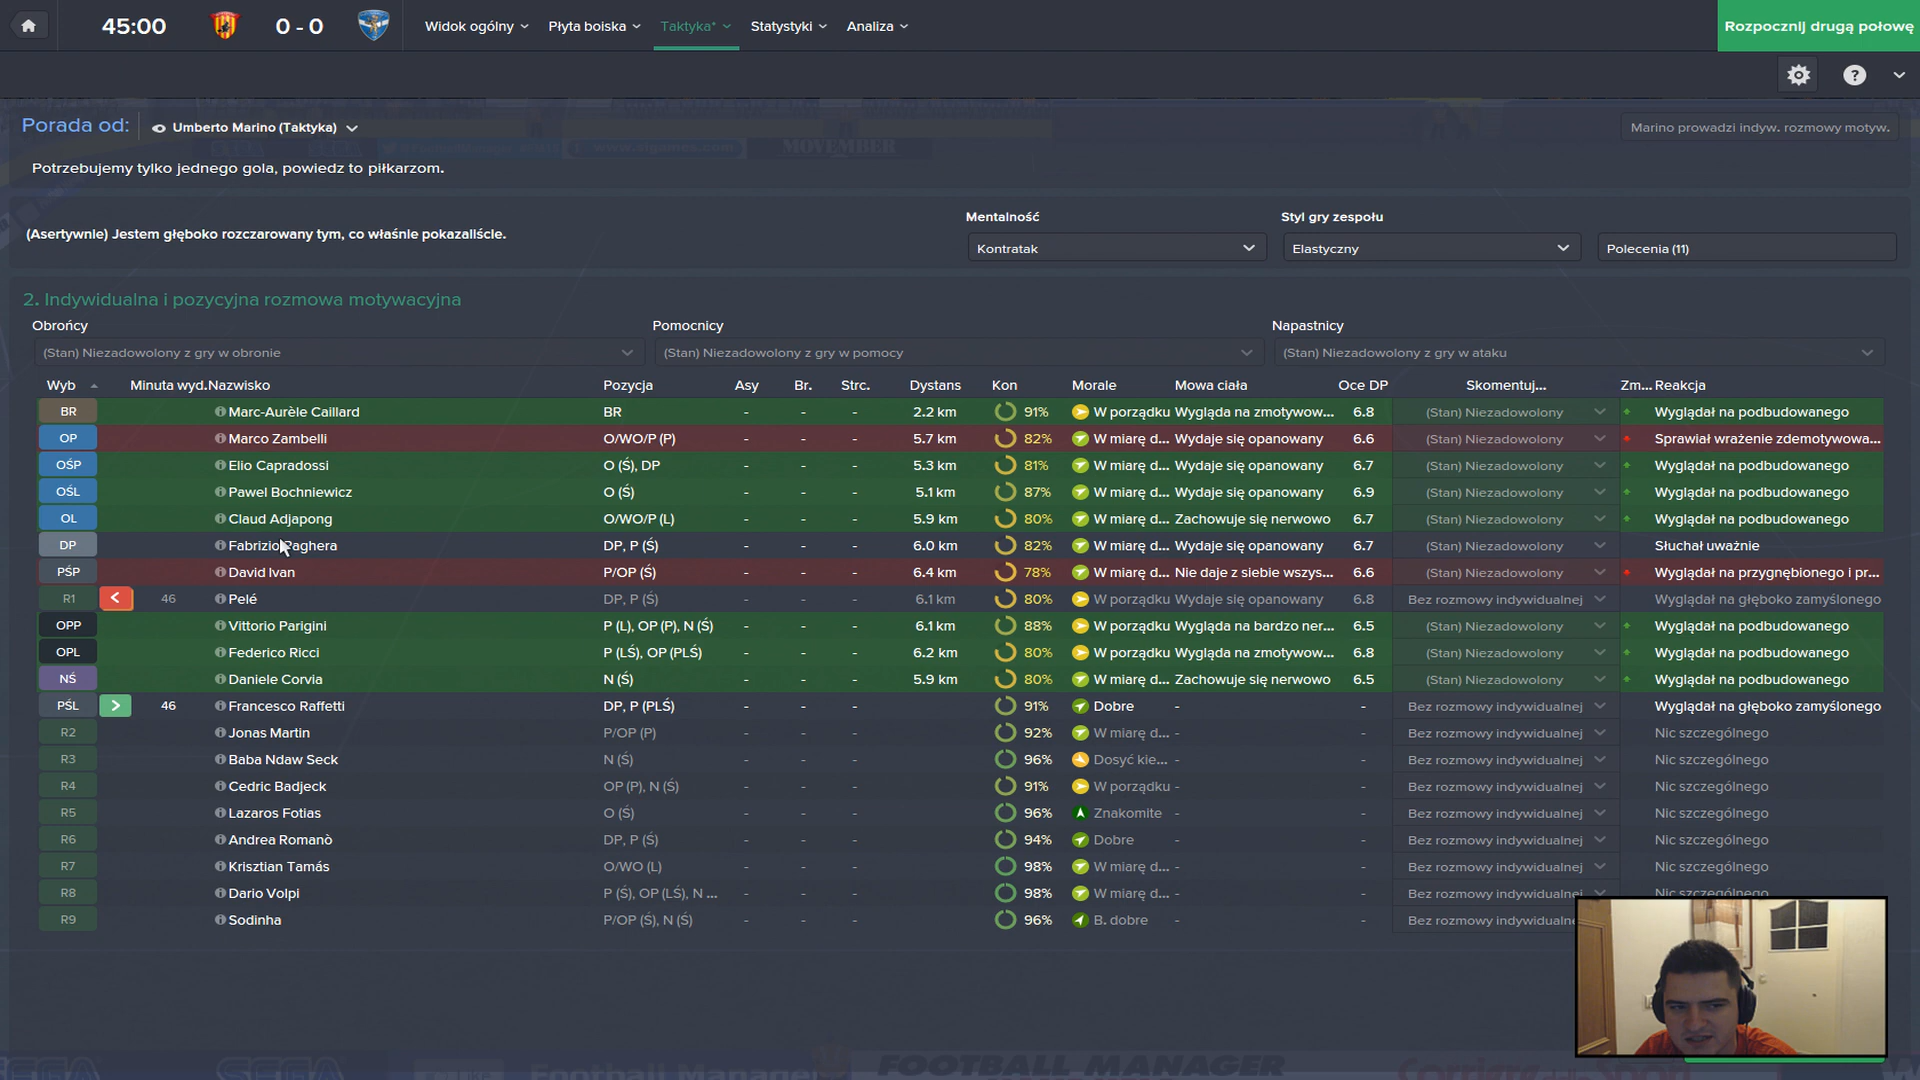 45:00 0 - 0 Widok ogólny Płyta boiska Taktyka* Statystyki Analiza Rozpocznij drugą połowę
?
Porada od: Umberto Marino (Taktyka) Marino prowadzi indyw. rozmowy motyw.
www.sigames.com MOVEMBER
Potrzebujemy tylko jednego gola, powiedz to piłkarzom.
Mentalność Styl gry zespołu
(Asertywnie) Jestem głęboko rozczarowany tym, co właśnie pokazaliście.
Kontratak Elastyczny Polecenia (11)
2. Indywidualna i pozycyjna rozmowa motywacyjna
Obrońcy Pomocnicy Napastnicy
(Stan) Niezadowolony z gry w obronie (Stan) Niezadowolony z gry w pomocy (Stan) Niezadowolony z gry w ataku
Wyb Minuta wyd. Nazwisko Pozycja Asy Br. Strc. Dystans Kon Morale Mowa ciała Oce DP Skomentuj... Zm... Reakcja
BR Marc-Aurèle Caillard BR - - - 2.2 km 91% W porządku Wygląda na zmotywow... 6.8 (Stan) Niezadowolony Wyglądał na podbudowanego
OP Marco Zambelli O/WO/P (P) - - - 5.7 km 82% W miarę d... Wydaje się opanowany 6.6 (Stan) Niezadowolony Sprawiał wrażenie zdemotywowa...
OŚP Elio Capradossi O (Ś), DP - - - 5.3 km 81% W miarę d... Wydaje się opanowany 6.7 (Stan) Niezadowolony Wyglądał na podbudowanego
OŚL Pawel Bochniewicz O (Ś) - - - 5.1 km 87% W miarę d... Wydaje się opanowany 6.9 (Stan) Niezadowolony Wyglądał na podbudowanego
OL Claud Adjapong O/WO/P (L) - - - 5.9 km 80% W miarę d... Zachowuje się nerwowo 6.7 (Stan) Niezadowolony Wyglądał na podbudowanego
DP Fabrizio Paghera DP, P (Ś) - - - 6.0 km 82% W miarę d... Wydaje się opanowany 6.7 (Stan) Niezadowolony Słuchał uważnie
PŚP David Ivan P/OP (Ś) - - - 6.4 km 78% W miarę d... Nie daje z siebie wszys... 6.6 (Stan) Niezadowolony Wyglądał na przygnębionego i pr...
R1 46 Pelé DP, P (Ś) - - - 6.1 km 80% W porządku Wydaje się opanowany 6.8 Bez rozmowy indywidualnej Wyglądał na głęboko zamyślonego
OPP Vittorio Parigini P (L), OP (P), N (Ś) - - - 6.1 km 88% W porządku Wygląda na bardzo ner... 6.5 (Stan) Niezadowolony Wyglądał na podbudowanego
OPL Federico Ricci P (LŚ), OP (PLŚ) - - - 6.2 km 80% W porządku Wygląda na zmotywow... 6.8 (Stan) Niezadowolony Wyglądał na podbudowanego
NŚ Daniele Corvia N (Ś) - - - 5.9 km 80% W miarę d... Zachowuje się nerwowo 6.5 (Stan) Niezadowolony Wyglądał na podbudowanego
PŚL 46 Francesco Raffetti DP, P (PLŚ) 91% Dobre - - Bez rozmowy indywidualnej Wyglądał na głęboko zamyślonego
R2 Jonas Martin P/OP (P) 92% W miarę d... - - Bez rozmowy indywidualnej Nic szczególnego
R3 Baba Ndaw Seck N (Ś) 96% Dosyć kie... - - Bez rozmowy indywidualnej Nic szczególnego
R4 Cedric Badjeck OP (P), N (Ś) 91% W porządku - - Bez rozmowy indywidualnej Nic szczególnego
R5 Lazaros Fotias O (Ś) 96% Znakomite - - Bez rozmowy indywidualnej Nic szczególnego
R6 Andrea Romanò DP, P (Ś) 94% Dobre - - Bez rozmowy indywidualnej Nic szczególnego
R7 Krisztian Tamás O/WO (L) 98% W miarę d... - - Bez rozmowy indywidualnej Nic szczególnego
R8 Dario Volpi P (Ś), OP (LŚ), N ... 98% W miarę d... - - Bez rozmowy indywidualnej Nic szczególnego
R9 Sodinha P/OP (Ś), N (Ś) 96% B. dobre - - Bez rozmowy indywidualne
SEGA SEGA Football Manager FOOTBALL MANAGER